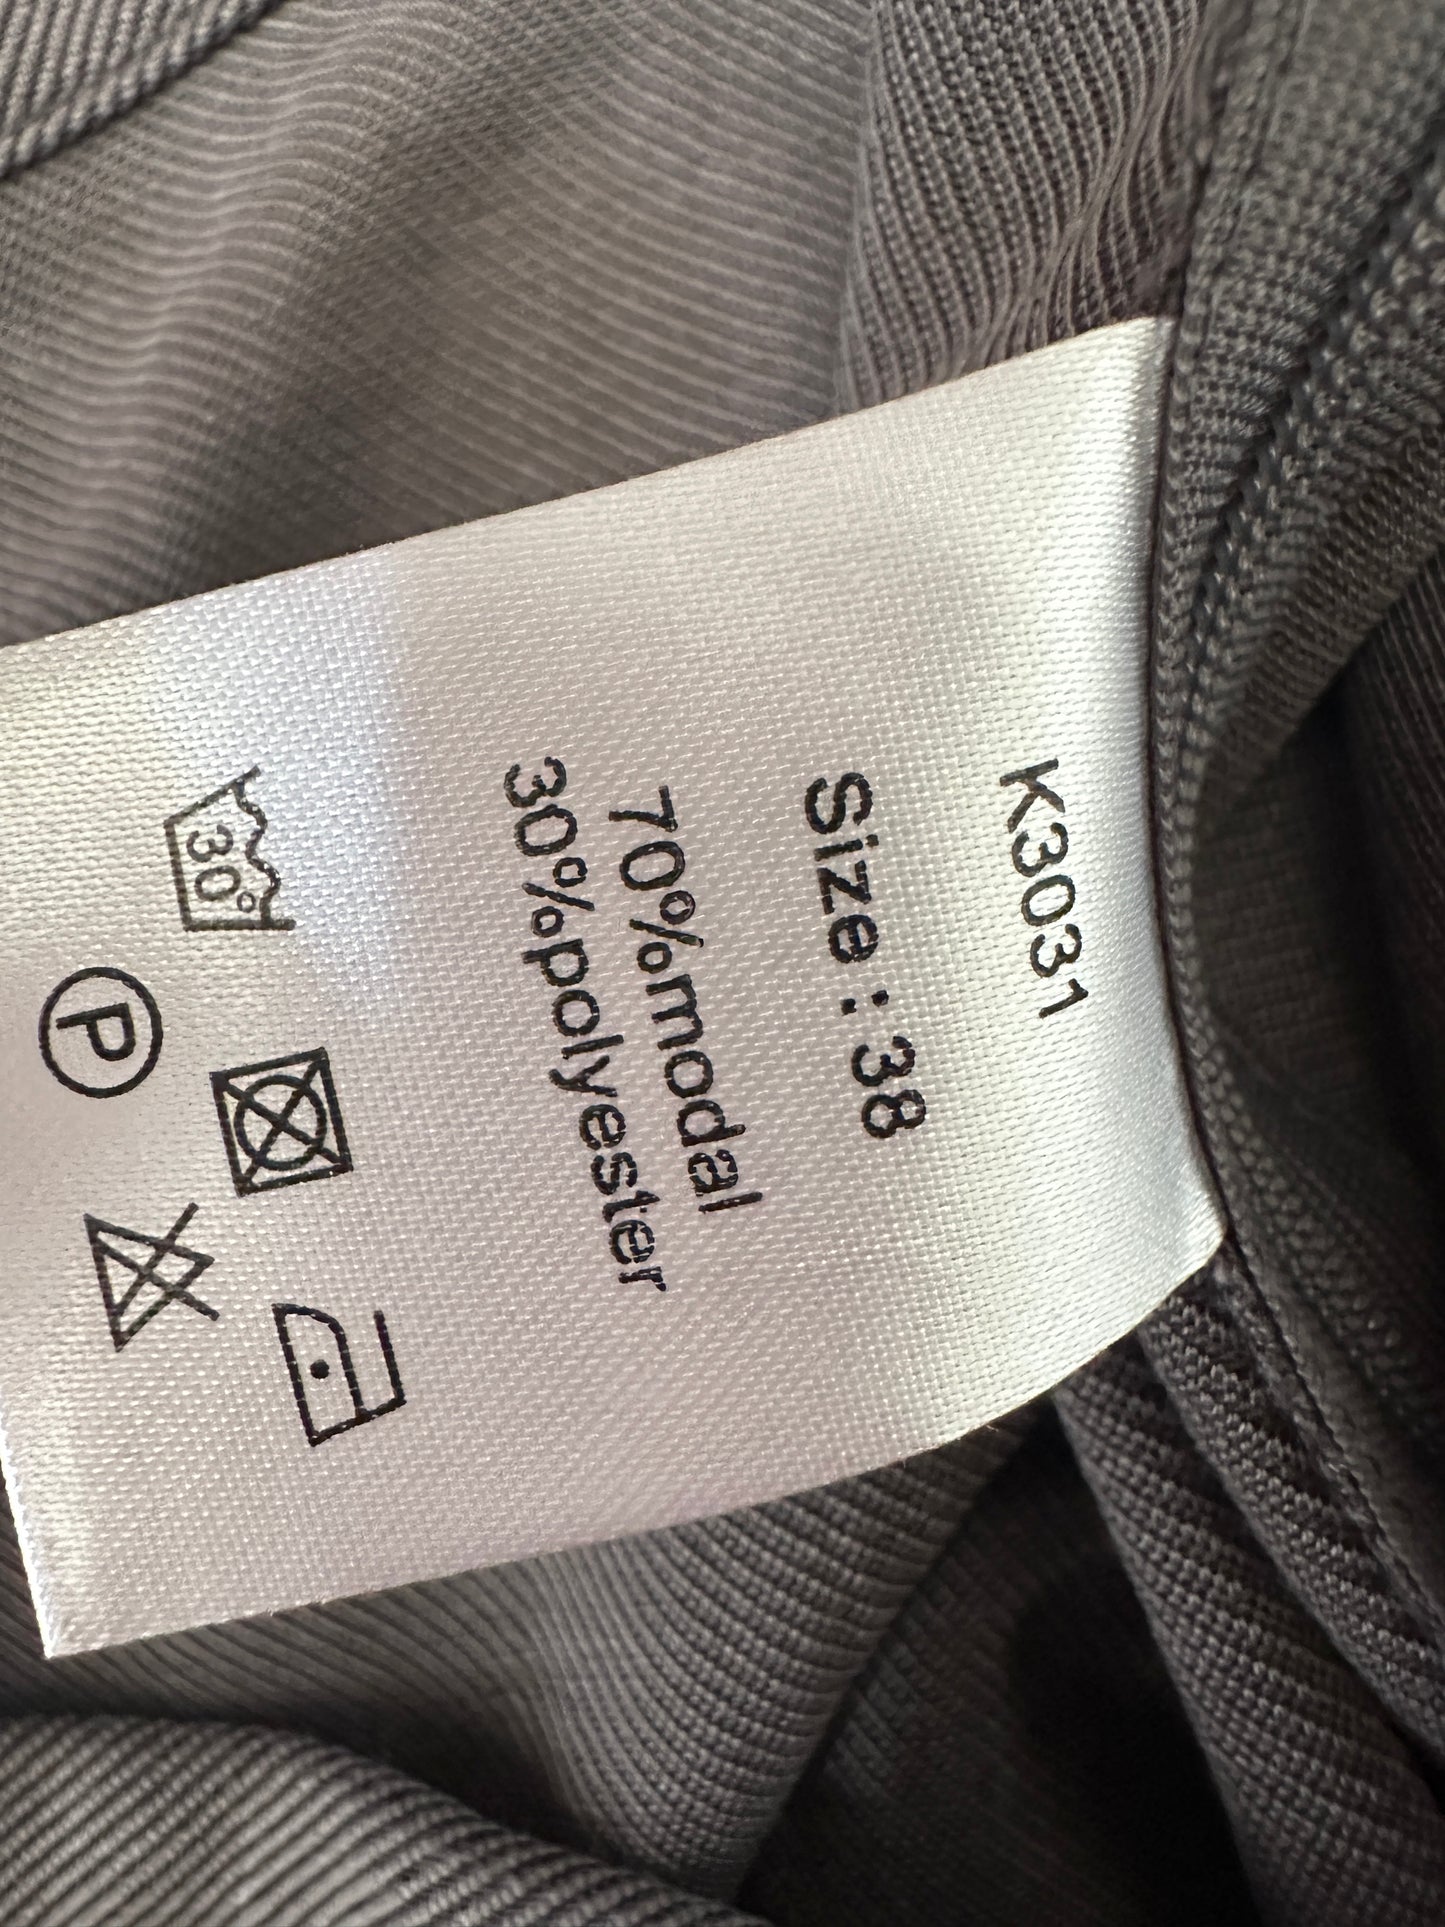 K3031
Size : 38
70%modal
30%polyester
30°
P